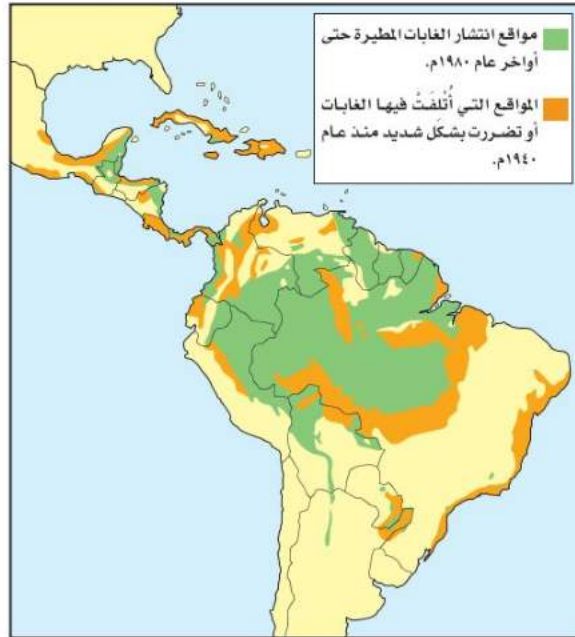 مواقع انتشار الغابات المطيرة حتى
أواخر عام ١٩٨٠م.
المواقع التي أُتْلفَتْ فيها الغابات
أو تضررت بشكل شديد منذ عام
١٩٤٠م.